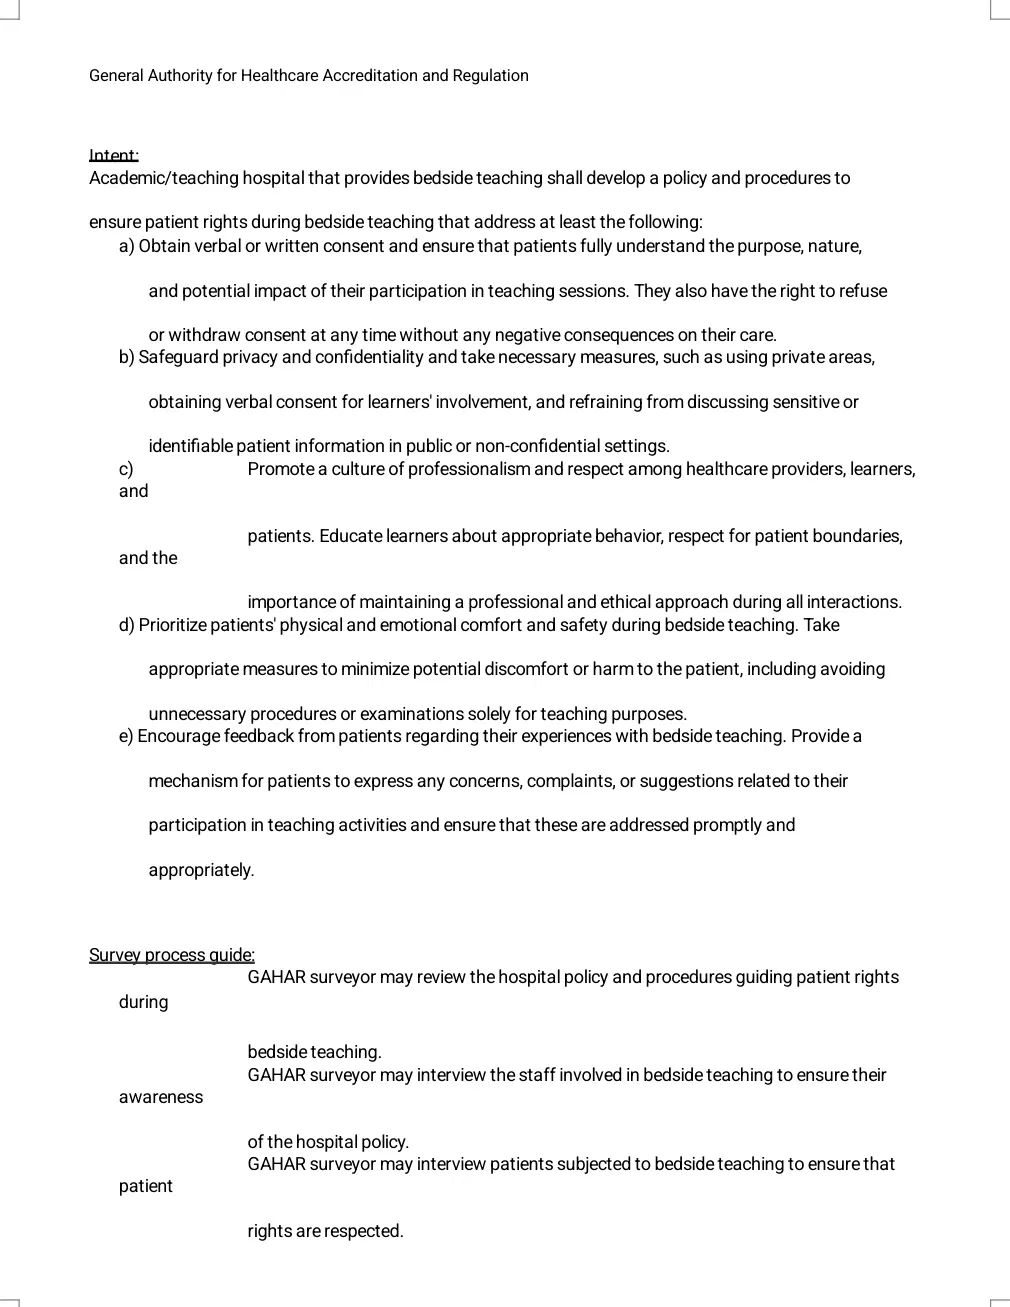 General Authority for Healthcare Accreditation and Regulation
Intent:
Academic/teaching hospital that provides bedside teaching shall develop a policy and procedures to
ensure patient rights during bedside teaching that address at least the following:
a) Obtain verbal or written consent and ensure that patients fully understand the purpose, nature,
and potential impact of their participation in teaching sessions. They also have the right to refuse
or withdraw consent at any time without any negative consequences on their care.
b) Safeguard privacy and confidentiality and take necessary measures, such as using private areas,
obtaining verbal consent for learners' involvement, and refraining from discussing sensitive or
identifiable patient information in public or non-confidential settings.
c) Promote a culture of professionalism and respect among healthcare providers, learners,
and
patients. Educate learners about appropriate behavior, respect for patient boundaries,
and the
importance of maintaining a professional and ethical approach during all interactions.
d) Prioritize patients' physical and emotional comfort and safety during bedside teaching. Take
appropriate measures to minimize potential discomfort or harm to the patient, including avoiding
unnecessary procedures or examinations solely for teaching purposes.
e) Encourage feedback from patients regarding their experiences with bedside teaching. Provide a
mechanism for patients to express any concerns, complaints, or suggestions related to their
participation in teaching activities and ensure that these are addressed promptly and
appropriately.
Survey process guide:
GAHAR surveyor may review the hospital policy and procedures guiding patient rights
during
bedside teaching.
GAHAR surveyor may interview the staff involved in bedside teaching to ensure their
awareness
of the hospital policy.
GAHAR surveyor may interview patients subjected to bedside teaching to ensure that
patient
rights are respected.